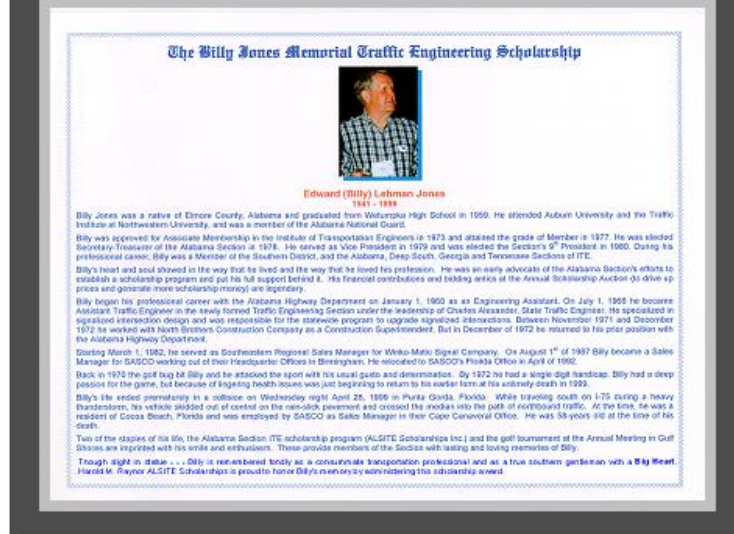 The Billy Jones Memorial Traffic Engineering Scholarship
Edward (Billy) Lehman Jones
1941 - 1999
Billy Jones was a native of Elmore County, Alabama and graduated from Wetumpka High School in 1959. He attended Auburn University and the Traffic
Institute at Northwestern University, and was a member of the Alabama National Guard.
Billy was approved for Associate Membership in the Institute of Transportation Engineers in 1973 and attained the grade of Member in 1977. He was elected
Secretary-Treasurer of the Alabama Section in 1978. He served as Vice President in 1979 and was elected the Section's 9th President in 1980. During his
professional career, Billy was a Member of the Southern District, and the Alabama, Deep South, Georgia and Tennessee Sections of ITE.
Billy's heart and soul showed in the way that he lived and the way that he loved his profession. He was an early advocate of the Alabama Section's efforts to
establish a scholarship program and put his full support behind it. His financial contributions and bidding antics at the Annual Scholarship Auction (to drive up
prices and generate more scholarship money) are legendary.
Billy began his professional career with the Alabama Highway Department on January 1, 1960 as an Engineering Assistant. On July 1, 1968 he became
Assistant Traffic Engineer in the newly formed Traffic Engineering Section under the leadership of Charles Alexander, State Traffic Engineer. He specialized in
signalized intersection design and was responsible for the statewide program to upgrade signalized intersections. Between November 1971 and December
1972 he worked with North Brothers Construction Company as a Construction Superintendent. But in December of 1972 he returned to his prior position with
the Alabama Highway Department.
Starting March 1, 1982, he served as Southeastern Regional Sales Manager for Winko-Matic Signal Company. On August 1st of 1987 Billy became a Sales
Manager for SASCO working out of their Headquarter Offices in Birmingham. He relocated to SASCO's Florida Office in April of 1992.
Back in 1970 the golf bug bit Billy and he attacked the sport with his usual gusto and determination. By 1972 he had a single digit handicap. Billy had a deep
passion for the game, but because of lingering health issues was just beginning to return to his earlier form at his untimely death in 1999.
Billy's life ended prematurely in a collision on Wednesday night April 28, 1999 in Punta Gorda, Florida. While traveling south on I-75 during a heavy
thunderstorm, his vehicle skidded out of control on the rain-slick pavement and crossed the median into the path of northbound traffic. At the time, he was a
resident of Cocoa Beach, Florida and was employed by SASCO as Sales Manager in their Cape Canaveral Office. He was 58-years old at the time of his
death.
Two of the staples of his life, the Alabama Section ITE scholarship program (ALSITE Scholarships Inc.) and the golf tournament at the Annual Meeting in Gulf
Shores are imprinted with his smile and enthusiasm. These provide members of the Section with lasting and loving memories of Billy.
Though slight in statue - - - Billy is remembered fondly as a consummate transportation professional and as a true southern gentleman with a Big Heart.
Harold M. Raynor ALSITE Scholarships is proud to honor Billy's memory by administering this scholarship award.